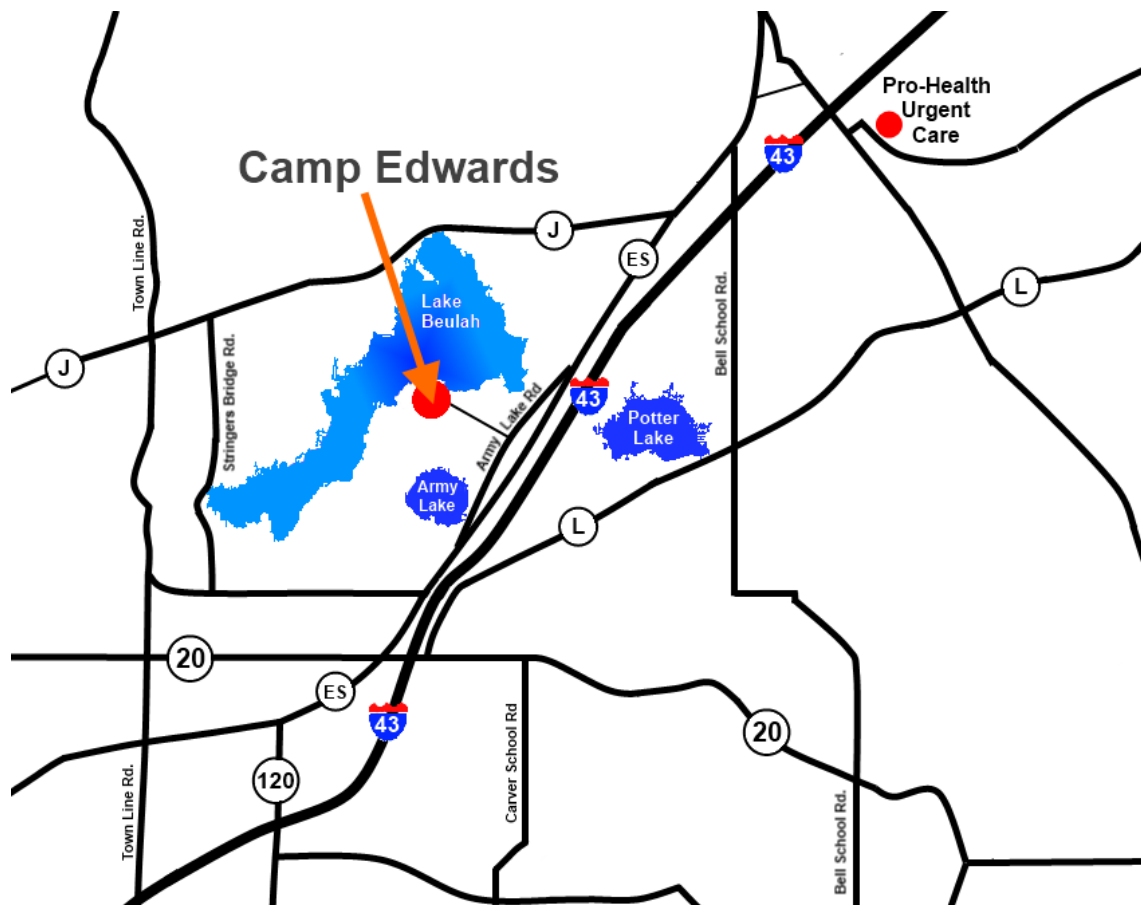 Pro-Health
Urgent
Care
43
Camp Edwards
Town Line Rd.
J
ES
Lake
Beulah
L
Bell School Rd.
Stringers Bridge Rd.
J
43
Army Lake Rd
Potter
Lake
Army
Lake
L
20
ES
43
20
120
Carver School Rd
Town Line Rd.
Bell School Rd.